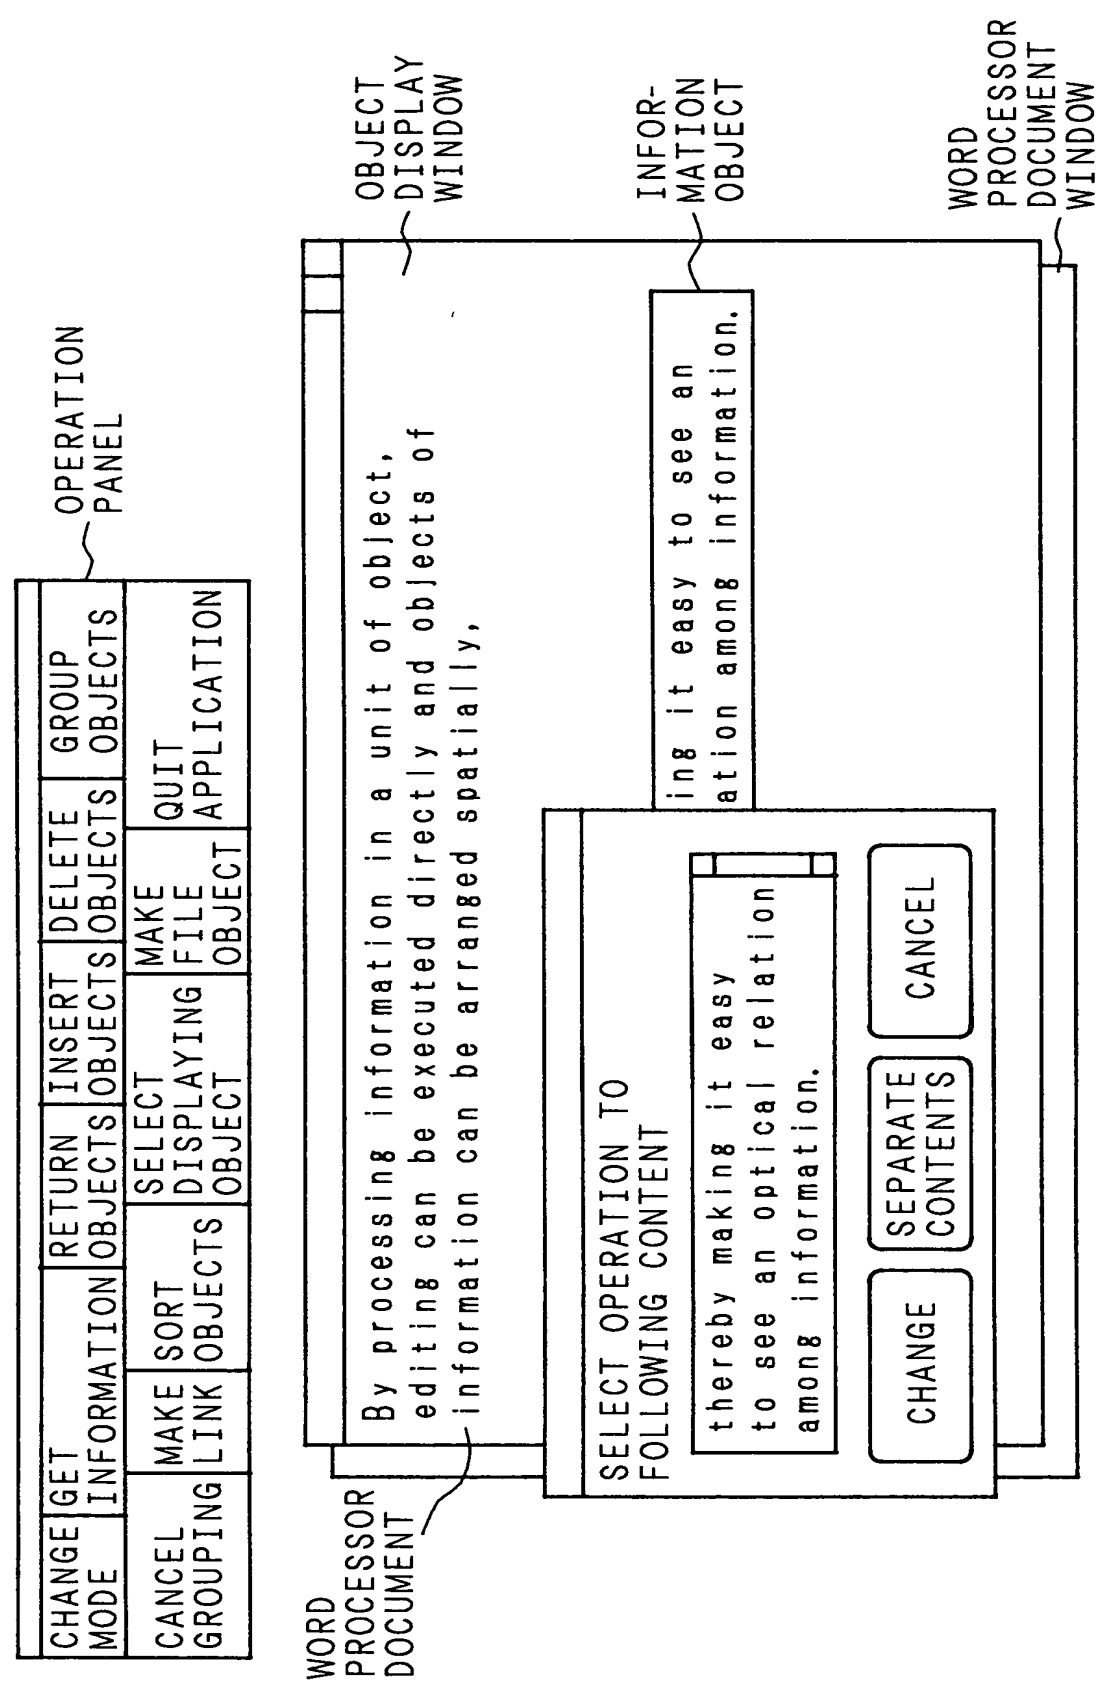 CHANGE MODE
GET INFORMATION
RETURN OBJECTS
INSERT OBJECTS
DELETE OBJECTS
GROUP OBJECTS
CANCEL GROUPING
MAKE LINK
SORT OBJECTS
SELECT DISPLAYING OBJECT
MAKE FILE OBJECT
QUIT APPLICATION
OPERATION
PANEL
WORD
PROCESSOR
DOCUMENT
By processing information in a unit of object,
editing can be executed directly and objects of
information can be arranged spatially,
OBJECT
DISPLAY
WINDOW
SELECT OPERATION TO
FOLLOWING CONTENT
thereby making it easy
to see an optical relation
among information.
CHANGE
SEPARATE
CONTENTS
CANCEL
ing it easy to see an
ation among information.
INFOR-
MATION
OBJECT
WORD
PROCESSOR
DOCUMENT
WINDOW